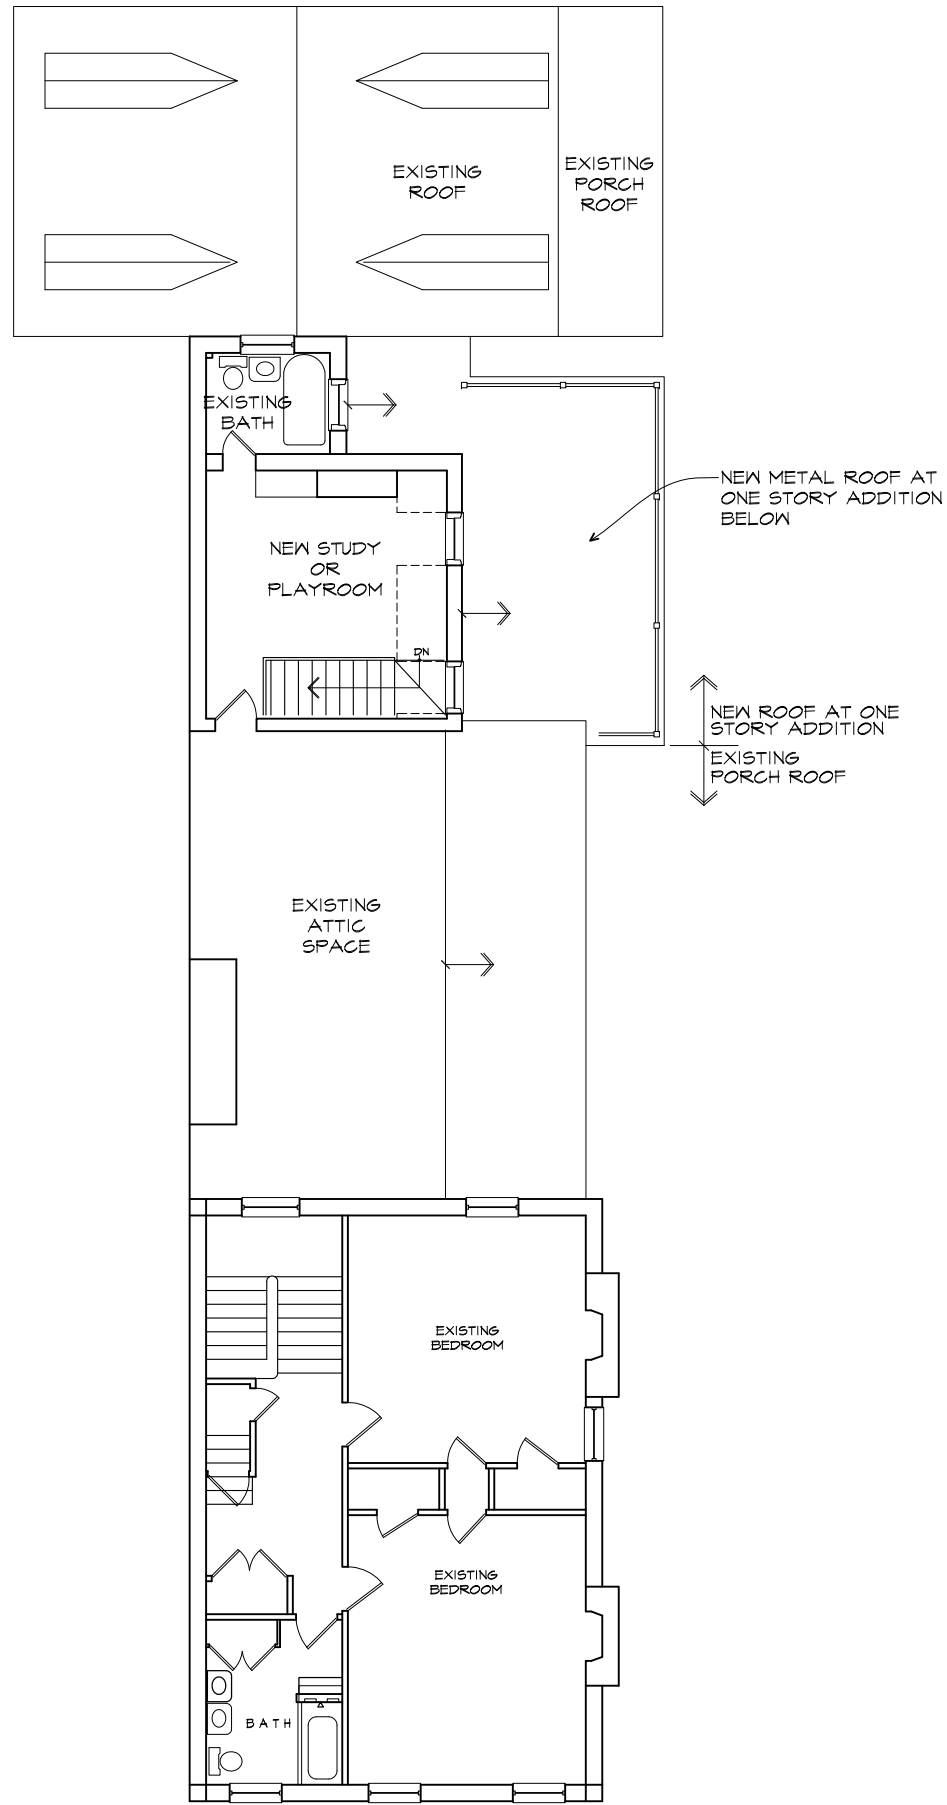 EXISTING
ROOF
EXISTING
PORCH
ROOF
EXISTING
BATH
NEW METAL ROOF AT
ONE STORY ADDITION
BELOW
NEW STUDY
OR
PLAYROOM
DN
NEW ROOF AT ONE
STORY ADDITION
EXISTING
PORCH ROOF
EXISTING
ATTIC
SPACE
EXISTING
BEDROOM
EXISTING
BEDROOM
BATH